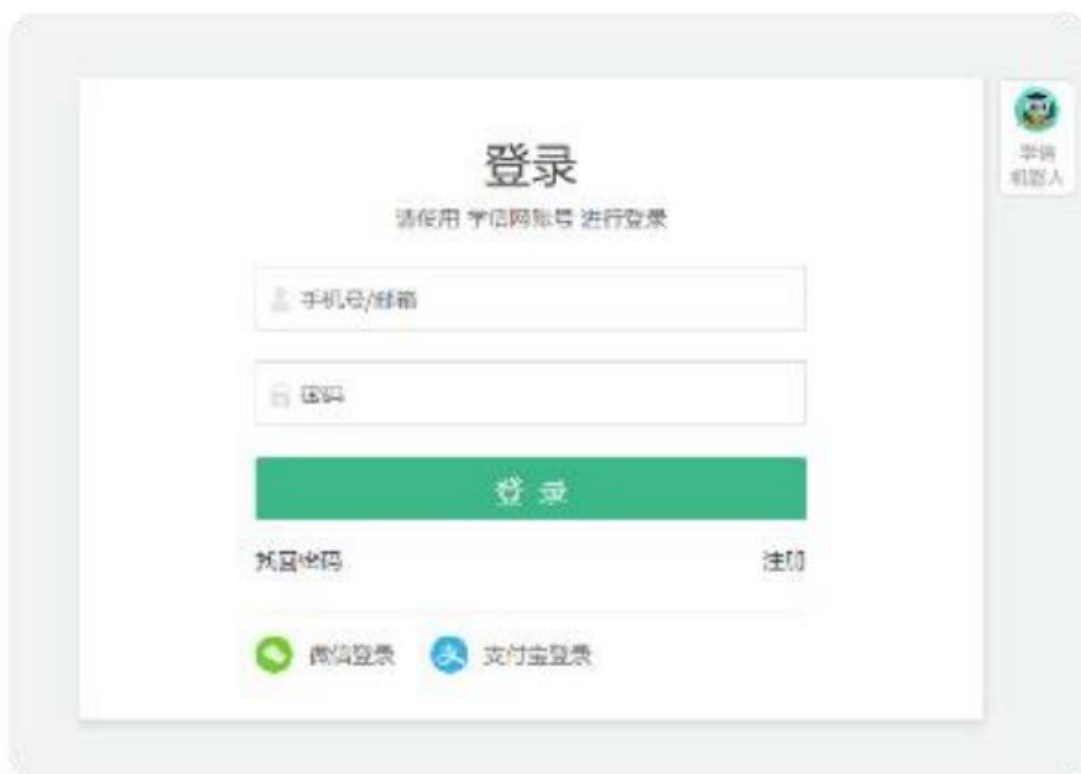 登录
请使用 学信网账号 进行登录
手机号/邮箱
密码
登 录
找回密码
注册
微信登录
支付宝登录
学信
机器人